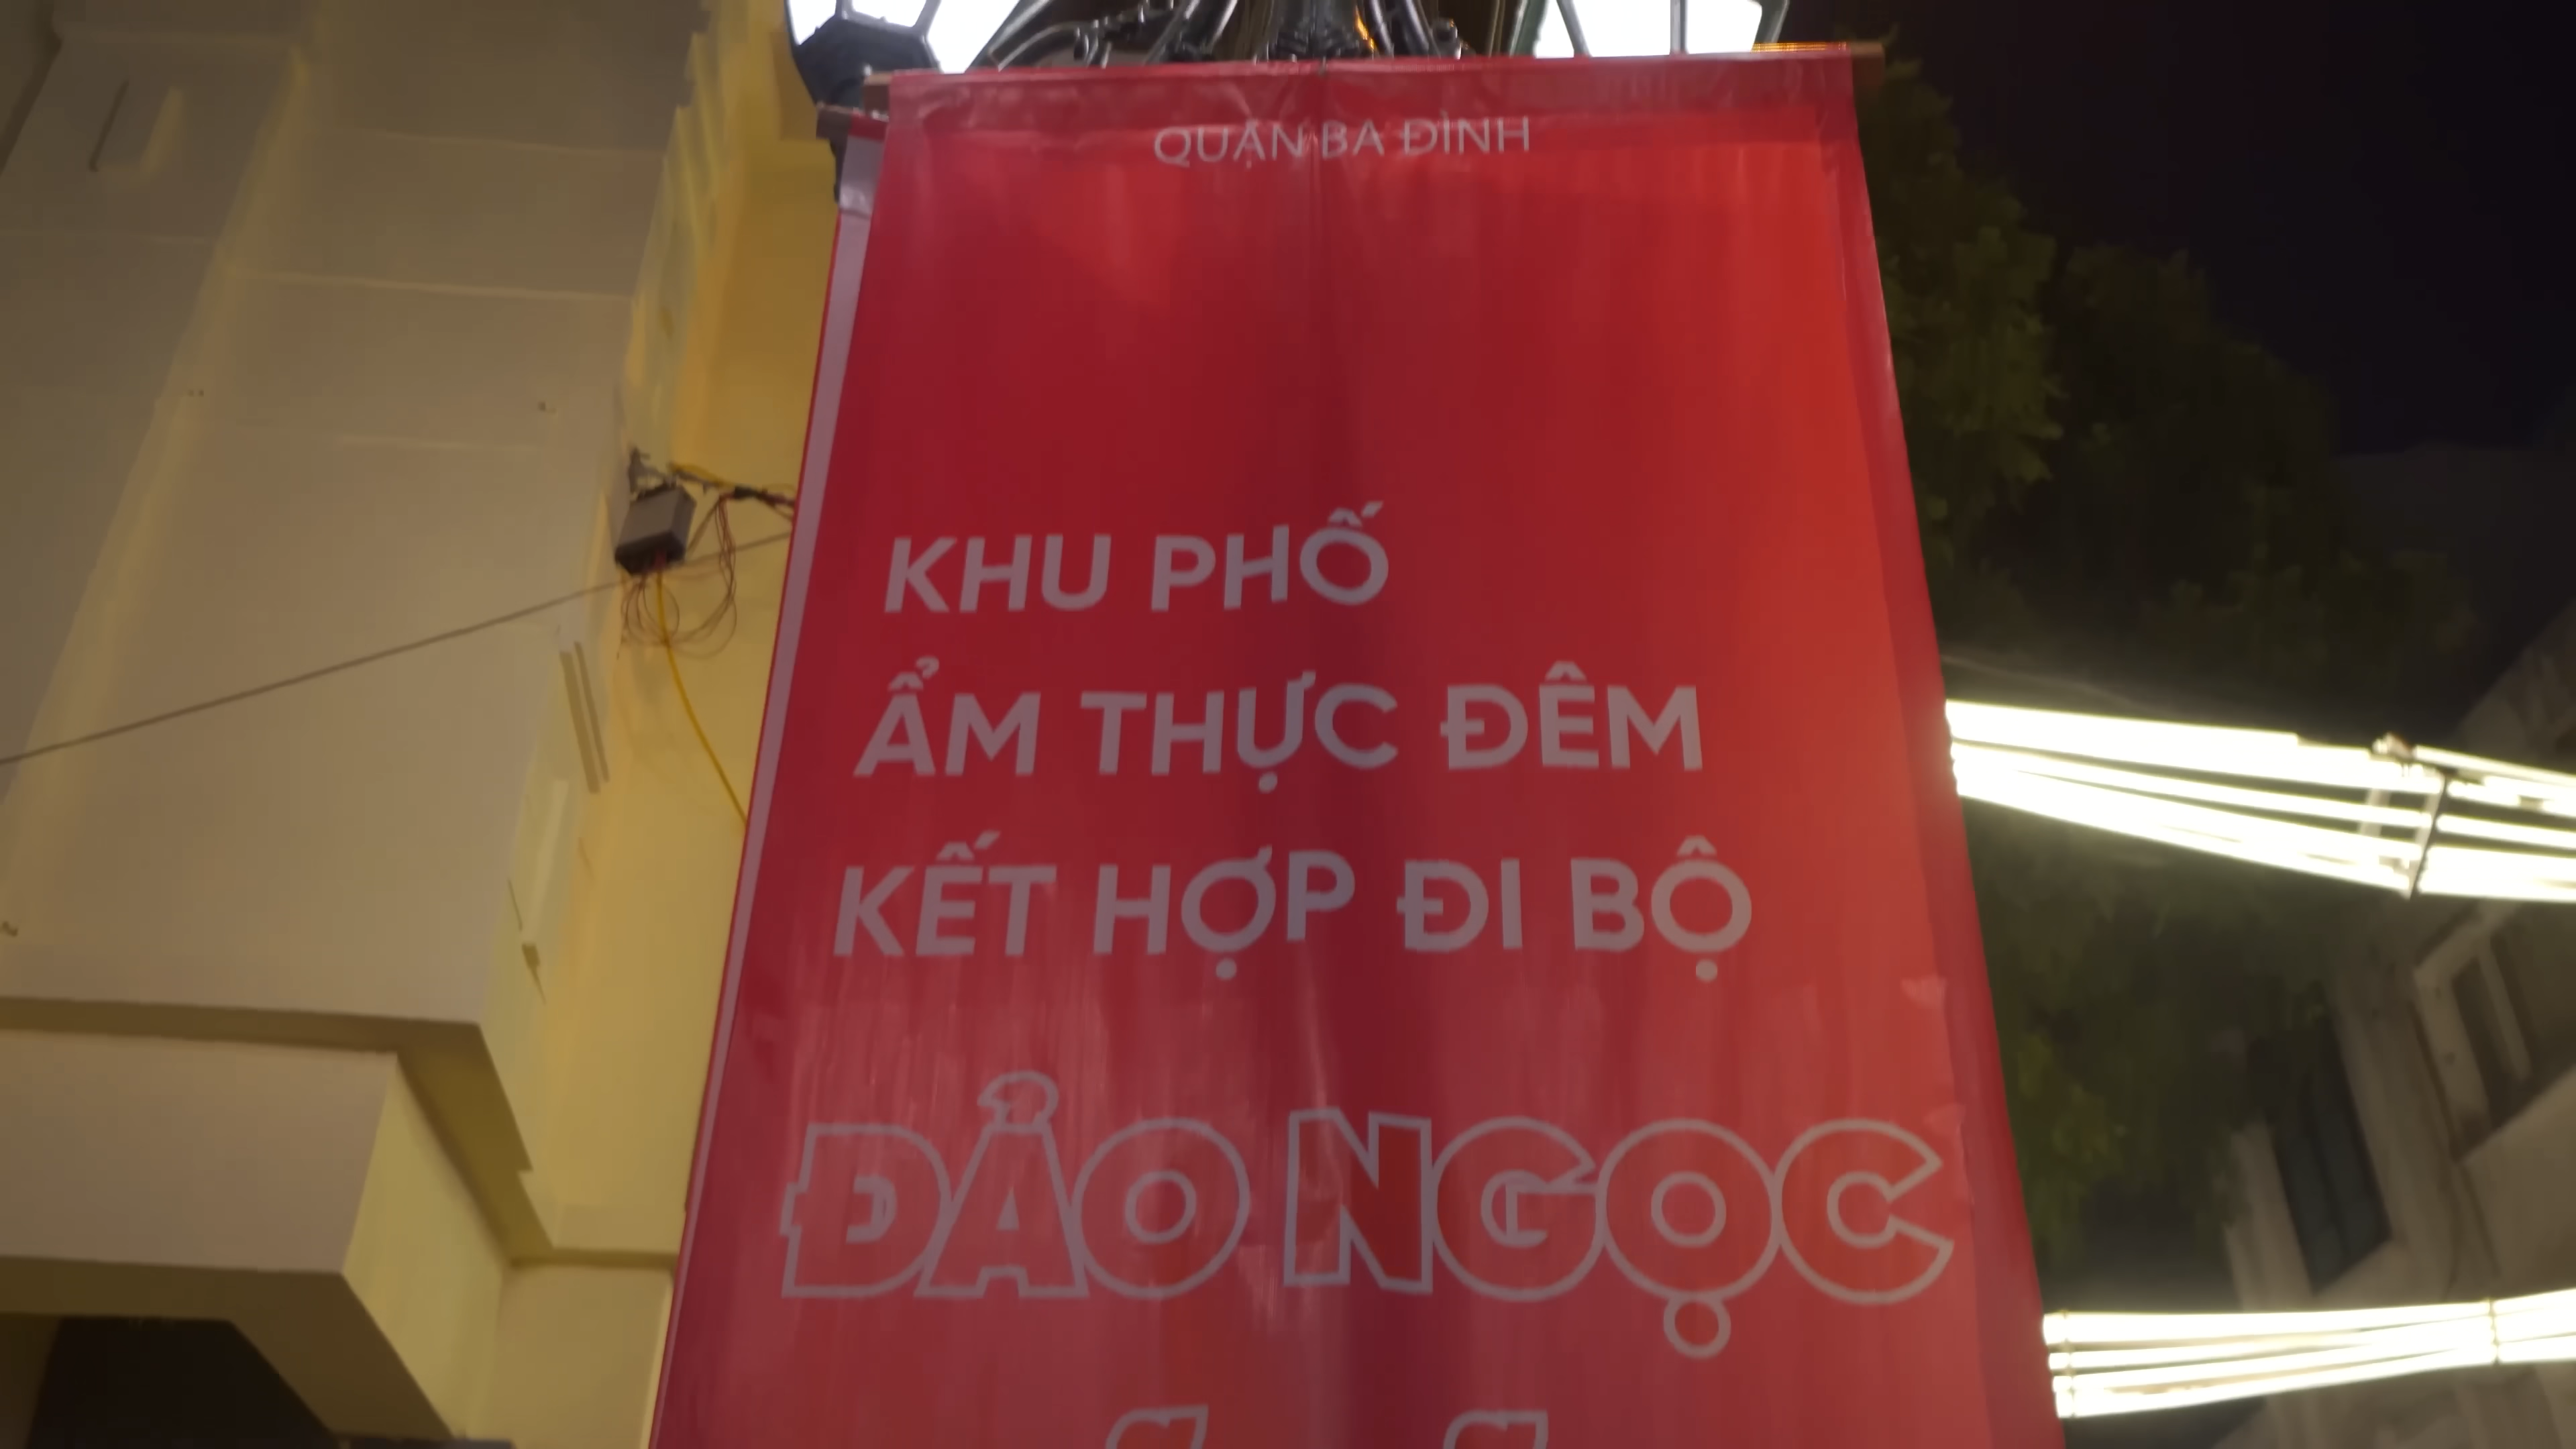 QUẬN BA ĐÌNH
KHU PHỐ
ẨM THỰC ĐÊM
KẾT HỢP ĐI BỘ
ĐẢO NGỌC